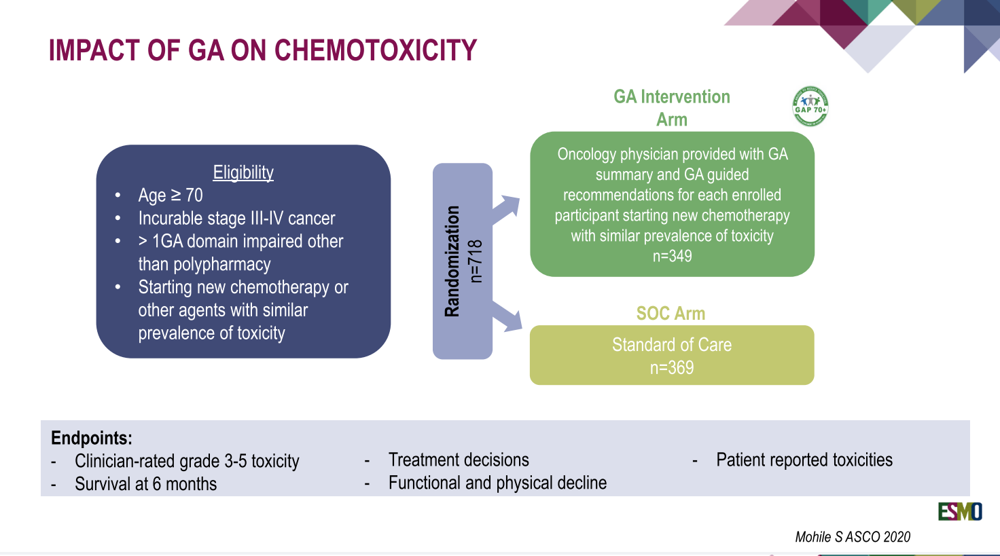 IMPACT OF GA ON CHEMOTOXICITY
Eligibility
• Age ≥ 70
• Incurable stage III-IV cancer
• > 1GA domain impaired other
than polypharmacy
• Starting new chemotherapy or
other agents with similar
prevalence of toxicity
Randomization
n=718
GA Intervention
Arm
GAP 70+
Oncology physician provided with GA
summary and GA guided
recommendations for each enrolled
participant starting new chemotherapy
with similar prevalence of toxicity
n=349
SOC Arm
Standard of Care
n=369
Endpoints:
- Clinician-rated grade 3-5 toxicity
- Survival at 6 months
- Treatment decisions
- Functional and physical decline
- Patient reported toxicities
ESMO
Mohile S ASCO 2020